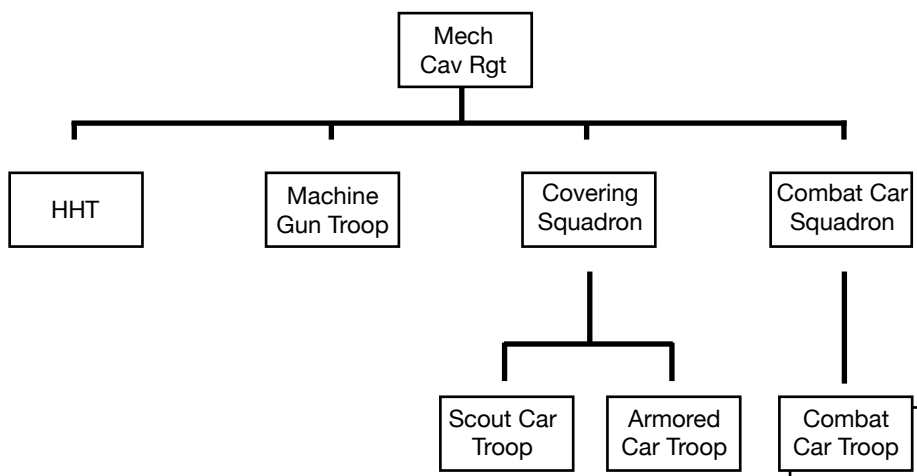 Mech
Cav Rgt
HHT
Machine
Gun Troop
Covering
Squadron
Combat Car
Squadron
Scout Car
Troop
Armored
Car Troop
Combat
Car Troop